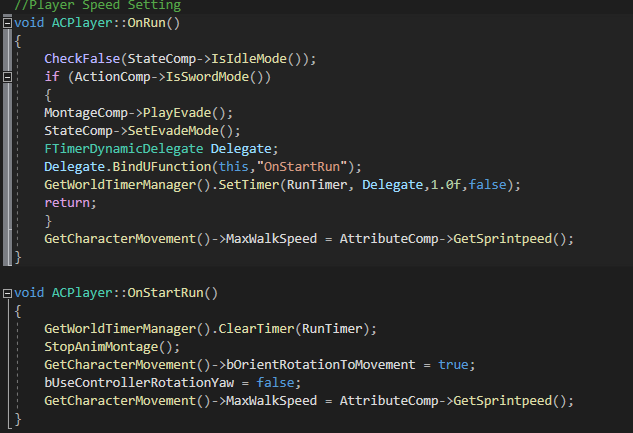 //Player Speed Setting
void ACPlayer::OnRun()
{
CheckFalse(StateComp->IsIdleMode());
if (ActionComp->IsSwordMode())
{
MontageComp->PlayEvade();
StateComp->SetEvadeMode();
FTimerDynamicDelegate Delegate;
Delegate.BindUFunction(this,"OnStartRun");
GetWorldTimerManager().SetTimer(RunTimer, Delegate,1.0f,false);
return;
}
GetCharacterMovement()->MaxWalkSpeed = AttributeComp->GetSprintpeed();
}
void ACPlayer::OnStartRun()
{
GetWorldTimerManager().ClearTimer(RunTimer);
StopAnimMontage();
GetCharacterMovement()->bOrientRotationToMovement = true;
bUseControllerRotationYaw = false;
GetCharacterMovement()->MaxWalkSpeed = AttributeComp->GetSprintpeed();
}